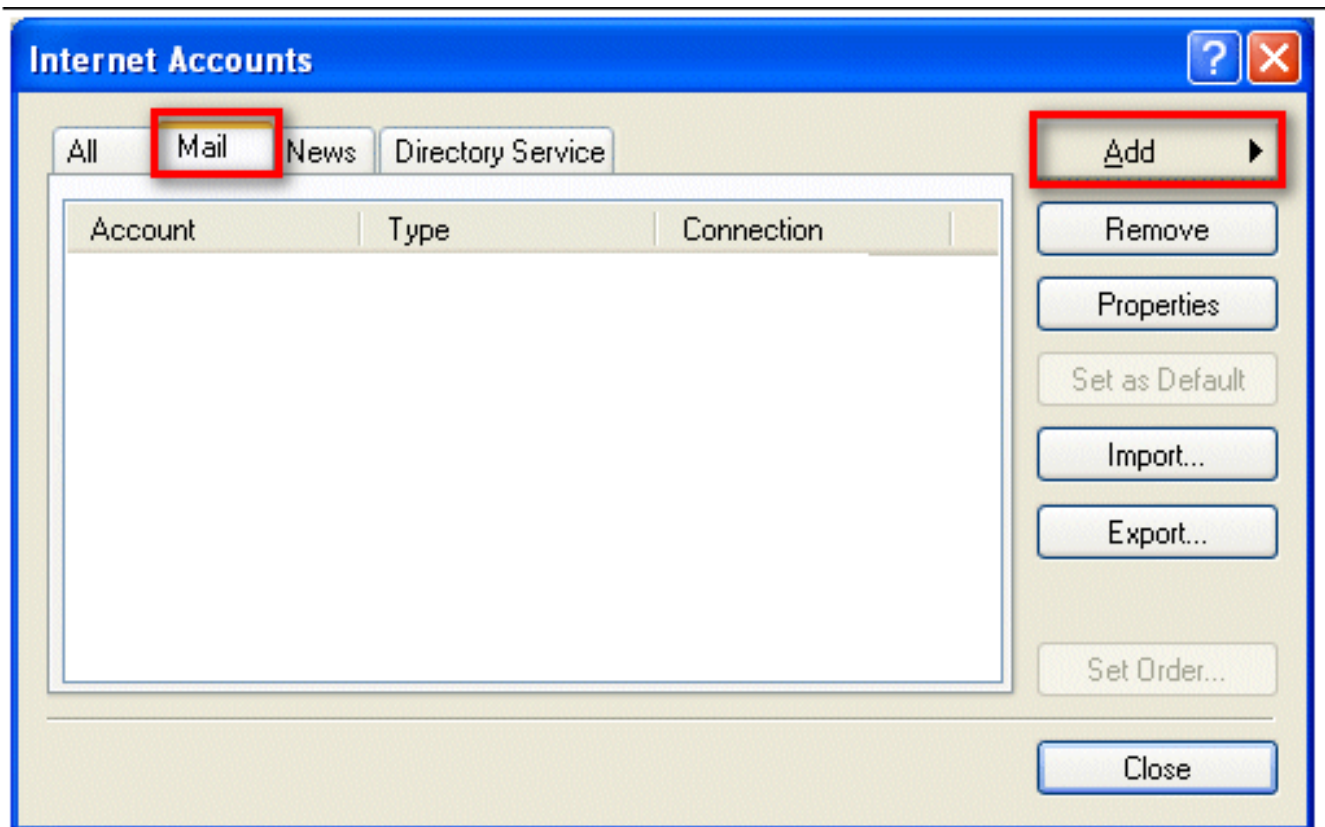 Internet Accounts
All Mail News Directory Service
Add
Account Type Connection
Remove
Properties
Set as Default
Import...
Export...
Set Order...
Close